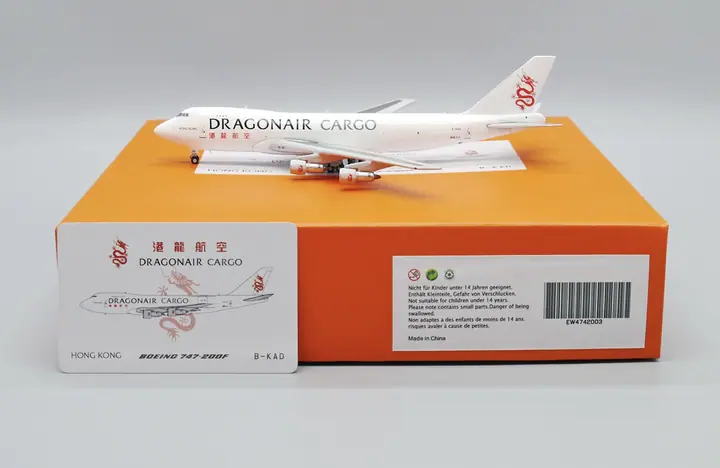 DRAGONAIR CARGO
港龍航空
港龍航空
DRAGONAIR CARGO
DRAGONAIR CARGO
HONG KONG
BOEING 747-200F
B-KAD
Nicht für Kinder unter 14 Jahren geeignet.
Enthält Kleinteile, Gefahr von Verschlucken.
Not suitable for children under 14 years.
Please note contains small parts.Danger of being
swallowed.
Non adaptes a des enfants de moins de 14 ans.
risques avaler à cause de petites.
Made in China
EW4742003